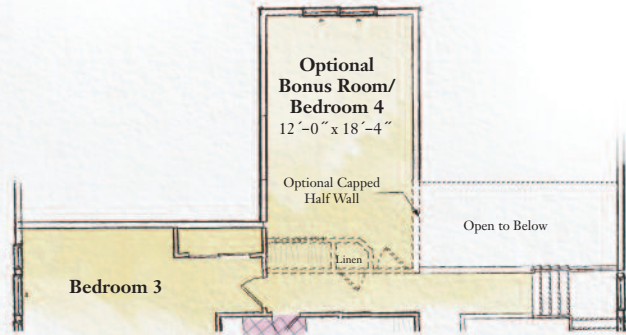 Optional
Bonus Room/
Bedroom 4
12´-0˝ x 18´-4˝
Optional Capped
Half Wall
Open to Below
Linen
Bedroom 3